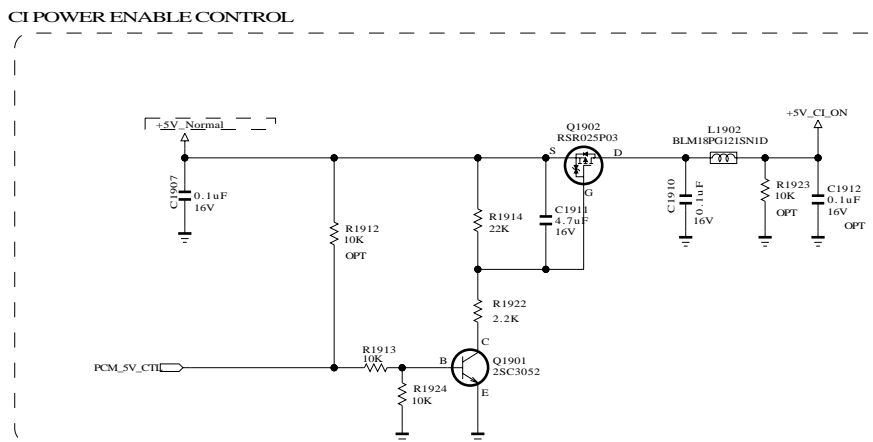 CI POWER ENABLE CONTROL
+5V_Normal
Q1902
RSR025P03
+5V_CI_ON
L1902
BLM18PG121SN1D
S
D
G
C1907
0.1uF
16V
R1912
10K
OPT
R1914
22K
C1911
4.7uF
16V
C1910
0.1uF
16V
R1923
10K
OPT
C1912
0.1uF
16V
OPT
R1922
2.2K
C
R1913
10K
B
Q1901
2SC3052
PCM_5V_CTL
R1924
10K
E